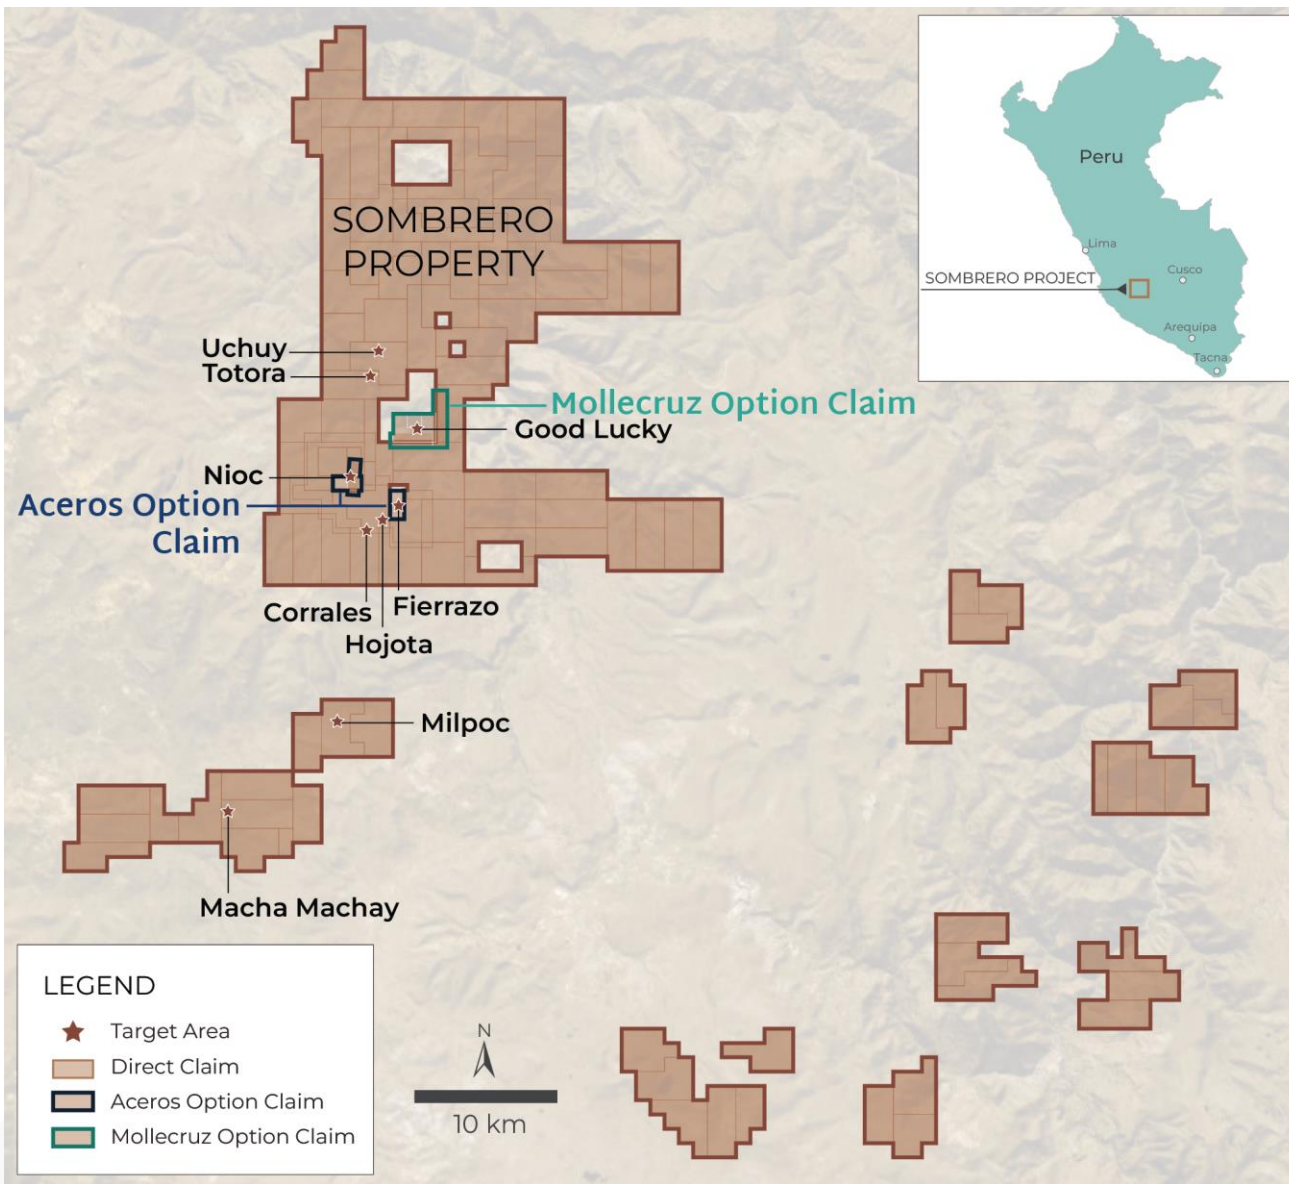 Peru
Lima
Cusco
SOMBRERO PROJECT
Arequipa
Tacna
SOMBRERO
PROPERTY
Uchuy
Totora
Mollecruz Option Claim
Good Lucky
Nioc
Aceros Option
Claim
Corrales
Fierrazo
Hojota
Milpoc
Macha Machay
LEGEND
Target Area
Direct Claim
Aceros Option Claim
Mollecruz Option Claim
N
10 km